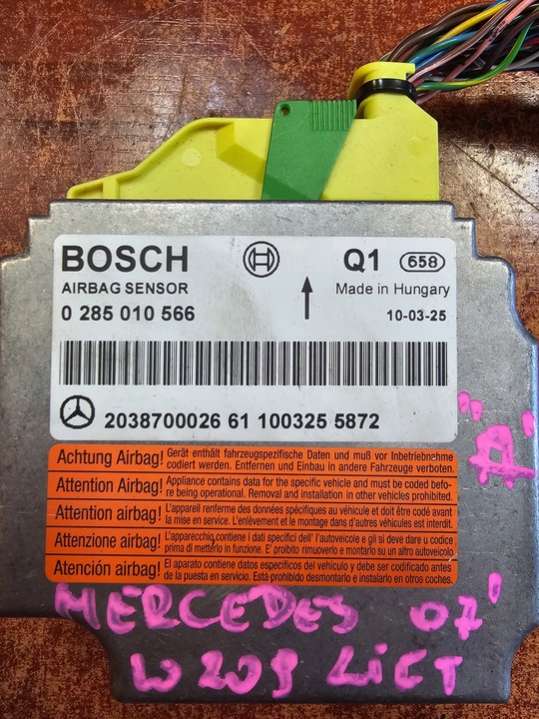 BOSCH
Q1 658
AIRBAG SENSOR
Made in Hungary
0 285 010 566
10-03-25
2038700026 61 100325 5872
Achtung Airbag! Gerät enthält fahrzeugspezifische Daten und muß vor Inbetriebnehme
codiert werden. Entfernen und Einbau in andere Fahrzeuge verboten.
Attention Airbag! Appliance contains data for the specific vehicle and must be coded befo-
re being operational. Removal and installation in other vehicles prohibited.
Attention airbag! L'appareil renferme des données spécifiques au véhicule et doit être codé avant
la mise en service. L'enlèvement et le montage dans d'autres véhicules est interdit.
Attenzione airbag! L'apparecchio contiene i dati specifici dell' l'autoveicolo e gli si deve dare u codice
prima di metterlo in funzione. E' proibito rimuoverlo e montarlo su un altro autoveicolo.
Atención airbag! El aparato contiene datos específicos del vehículo y debe ser codificado antes
de la puesta en servicio. Está prohibido desmontarlo e instalarlo en otros coches.
"A"
MERCEDES 07'
W209 LIFT